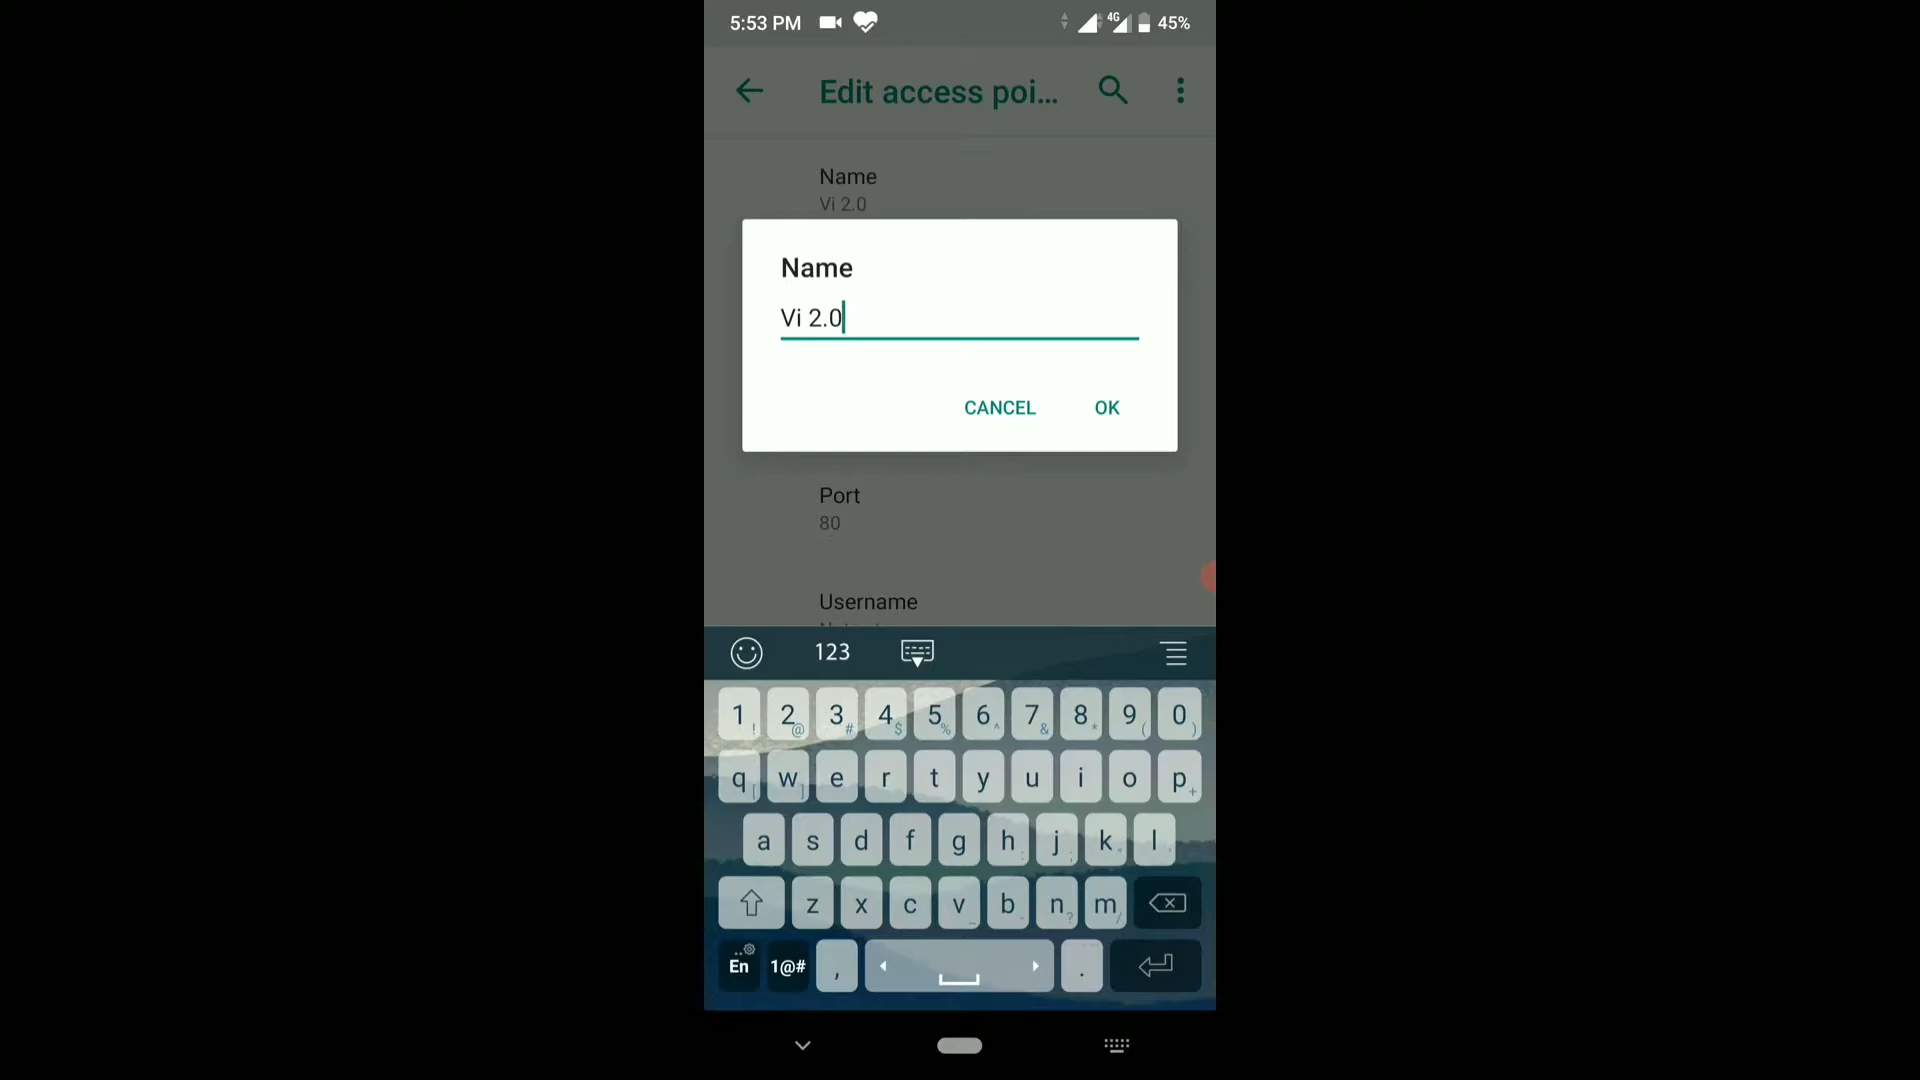 5:53 PM 4G 45%
Edit access poi...
Name
Vi 2.0
Name
Vi 2.0
CANCEL OK
Port
80
Username
123
1 ! 2 @ 3 # 4 $ 5 % 6 ^ 7 & 8 * 9 ( 0 )
q [ w ] e r t y u i o p +
a s d f g h : j ; k " l '
z x c v _ b - n ? m /
En 1@# , .